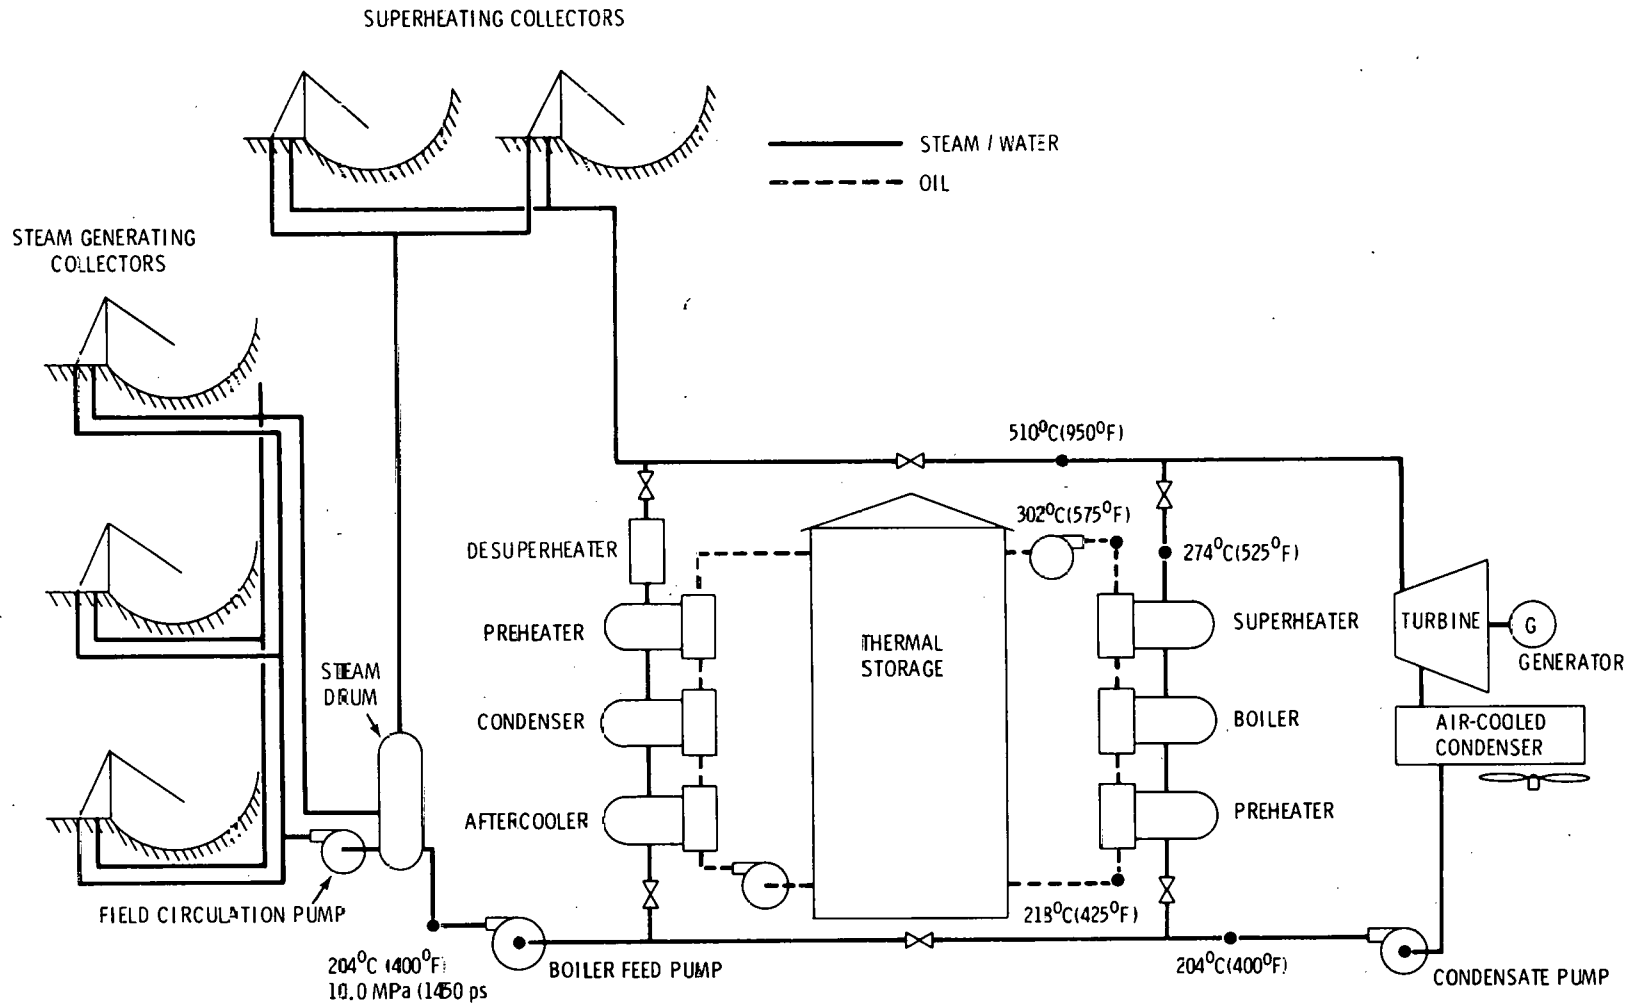 SUPERHEATING COLLECTORS
STEAM / WATER
OIL
STEAM GENERATING
COLLECTORS
510°C(950°F)
302°C(575°F)
DESUPERHEATER
274°C(525°F)
PREHEATER
THERMAL
STORAGE
SUPERHEATER
TURBINE
G
GENERATOR
STEAM
DRUM
CONDENSER
BOILER
AIR-COOLED
CONDENSER
AFTERCOOLER
PREHEATER
FIELD CIRCULATION PUMP
218°C(425°F)
204°C (400°F)
10.0 MPa (1450 ps
BOILER FEED PUMP
204°C(400°F)
CONDENSATE PUMP